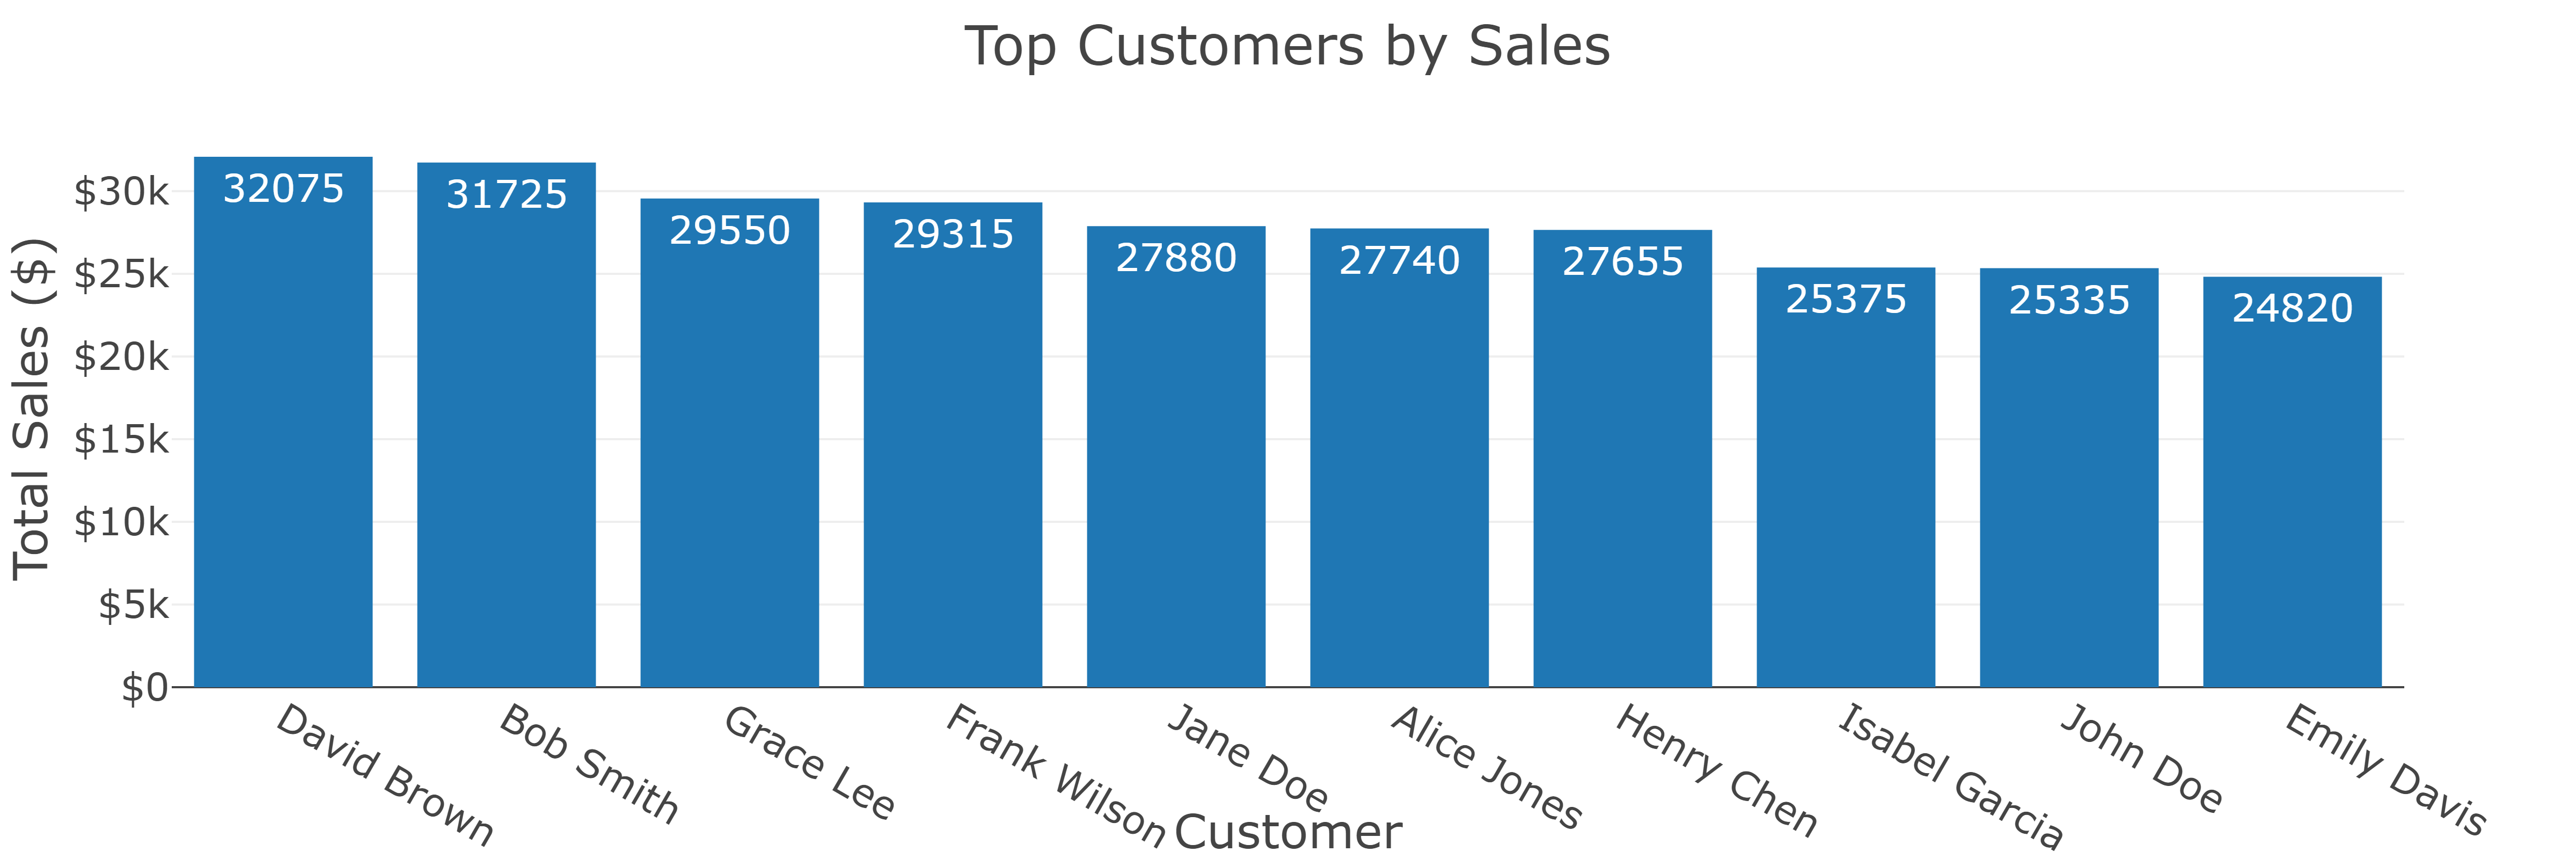 Top Customers by Sales
Total Sales ($)
$30k
$25k
$20k
$15k
$10k
$5k
$0
32075
31725
29550
29315
27880
27740
27655
25375
25335
24820
David Brown
Bob Smith
Grace Lee
Frank Wilson
Jane Doe
Alice Jones
Henry Chen
Isabel Garcia
John Doe
Emily Davis
Customer